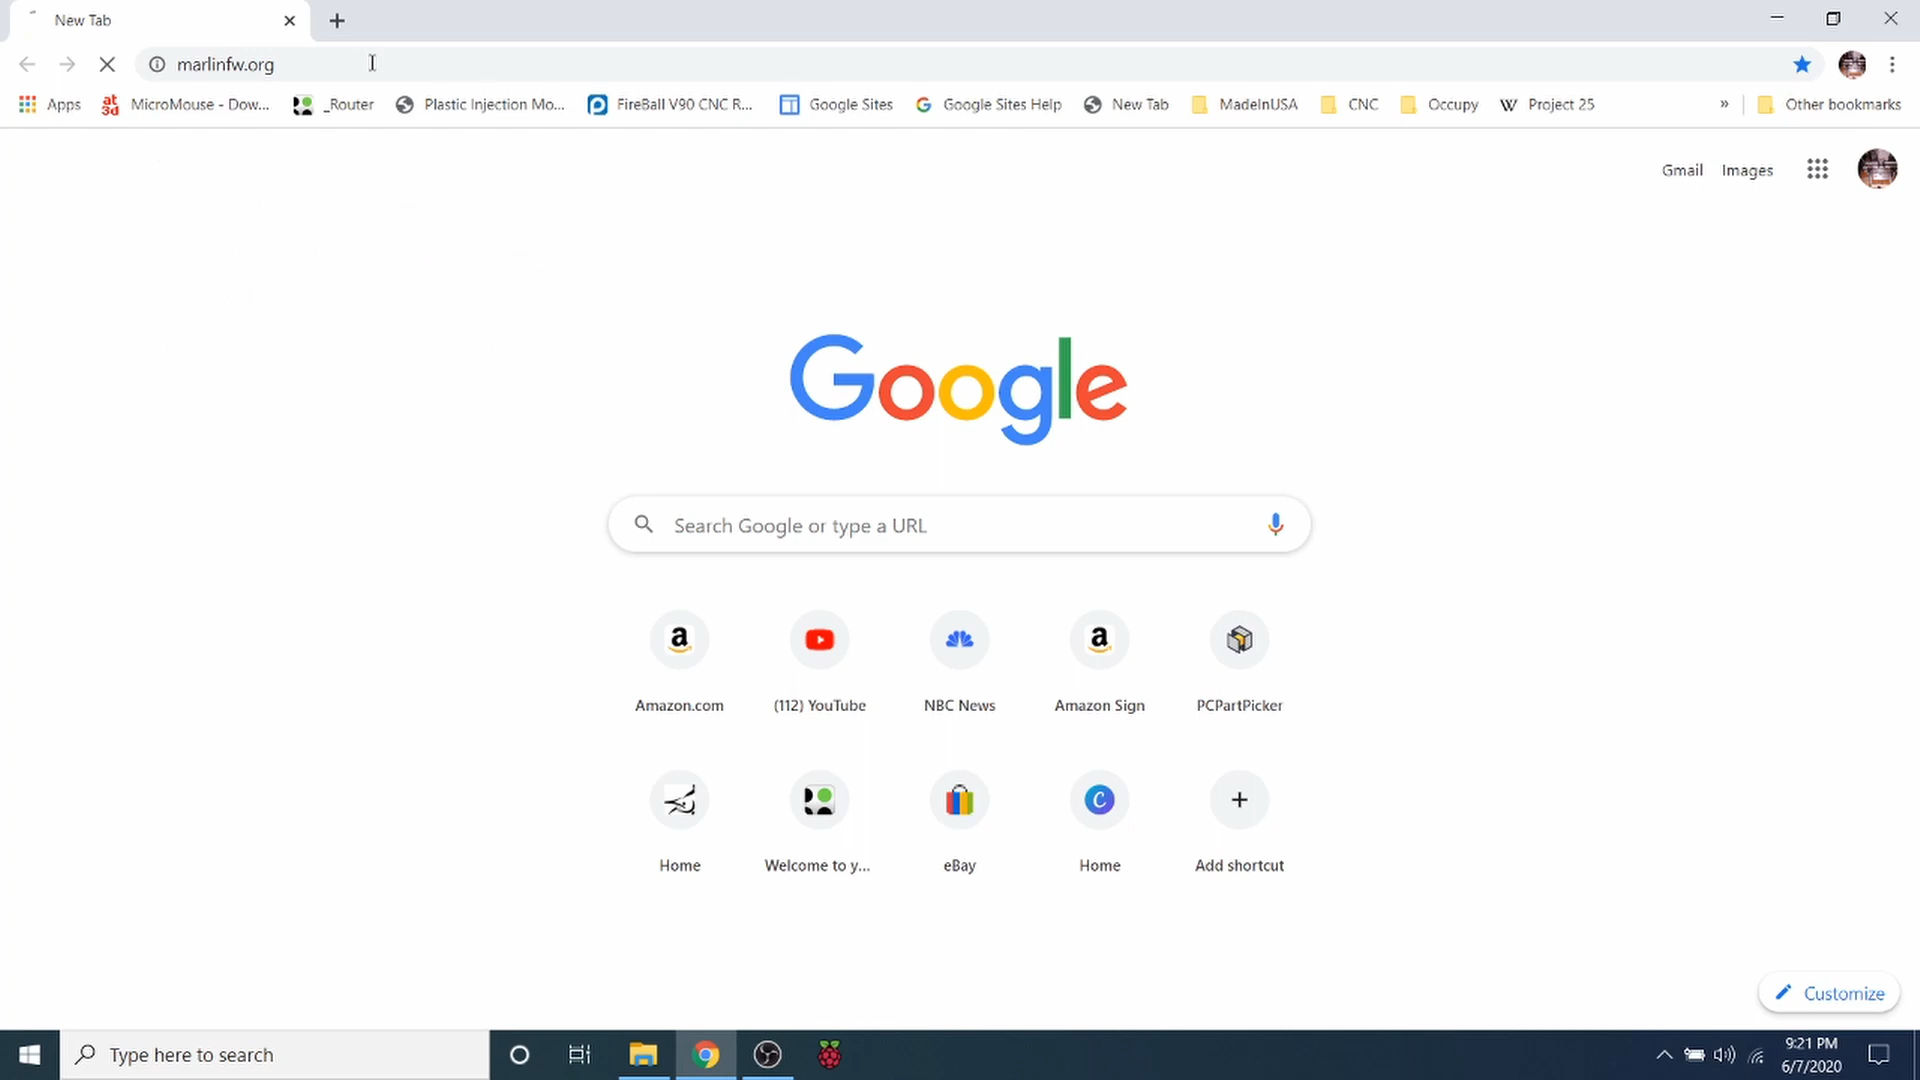 New Tab
marlinfw.org
Apps
at3d
MicroMouse - Dow...
_Router
Plastic Injection Mo...
FireBall V90 CNC R...
Google Sites
Google Sites Help
New Tab
MadeInUSA
CNC
Occupy
W
Project 25
»
Other bookmarks
Gmail
Images
Google
Search Google or type a URL
a
a
Amazon.com
(112) YouTube
NBC News
Amazon Sign
PCPartPicker
C
Home
Welcome to y...
eBay
Home
Add shortcut
Customize
Type here to search
9:21 PM
6/7/2020